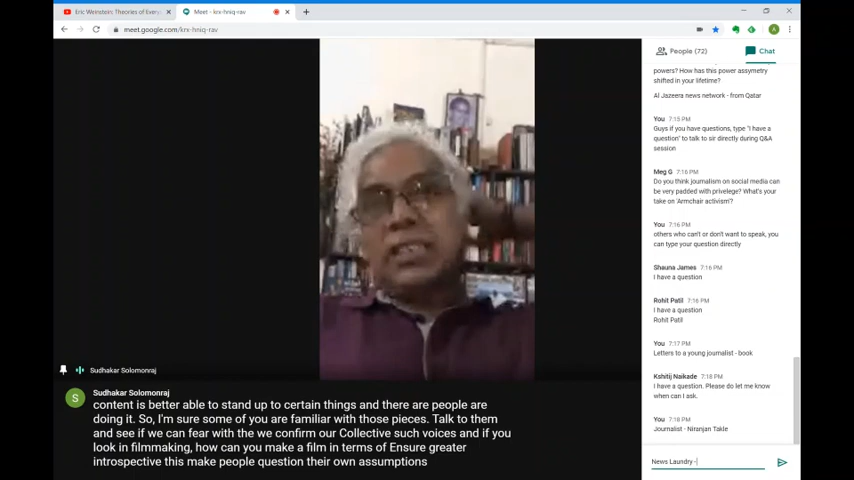 Eric Weinstein: Theories of Every
Meet - krx-hniq-rav
meet.google.com/krx-hniq-rav
People (72)
Chat
powers? How has this power assymetry
shifted in your lifetime?
Al Jazeera news network - from Qatar
You 7:15 PM
Guys if you have questions, type "I have a
question" to talk to sir directly during Q&A
session
Meg G 7:16 PM
Do you think journalism on social media can
be very padded with privelege? What's your
take on 'Armchair activism'?
You 7:16 PM
others who can't or don't want to speak, you
can type your question directly
Shauna James 7:16 PM
I have a question
Rohit Patil 7:16 PM
I have a question
Rohit Patil
You 7:17 PM
Letters to a young journalist - book
Kshitij Naikade 7:18 PM
I have a question. Please do let me know
when can I ask.
You 7:18 PM
Journalist - Niranjan Takle
News Laundry -
Sudhakar Solomonraj
S
Sudhakar Solomonraj
content is better able to stand up to certain things and there are people are
doing it. So, I'm sure some of you are familiar with those pieces. Talk to them
and see if we can fear with the we confirm our Collective such voices and if you
look in filmmaking, how can you make a film in terms of Ensure greater
introspective this make people question their own assumptions